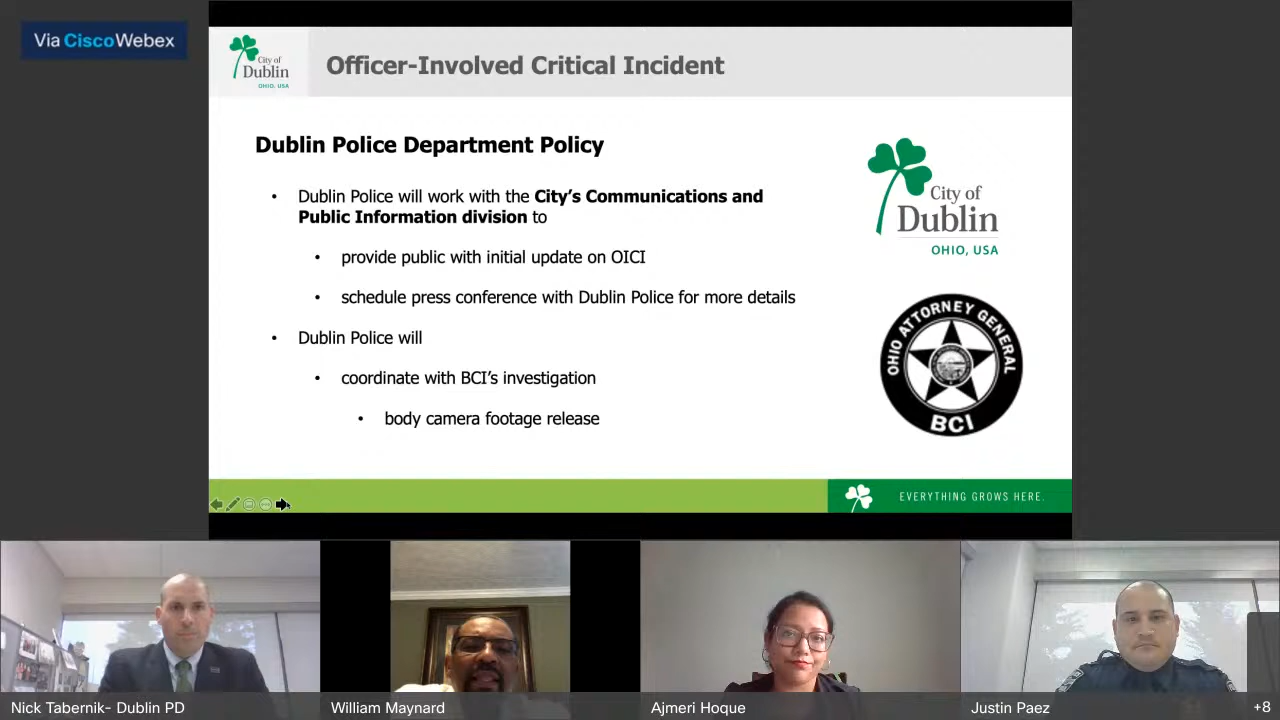 Via CiscoWebex
City of
Dublin
OHIO, USA
Officer-Involved Critical Incident
Dublin Police Department Policy
• Dublin Police will work with the City's Communications and
Public Information division to
• provide public with initial update on OICI
• schedule press conference with Dublin Police for more details
• Dublin Police will
• coordinate with BCI's investigation
• body camera footage release
City of
Dublin
OHIO, USA
OHIO ATTORNEY GENERAL
BCI
EVERYTHING GROWS HERE.
Nick Tabernik- Dublin PD
William Maynard
Ajmeri Hoque
Justin Paez
+8